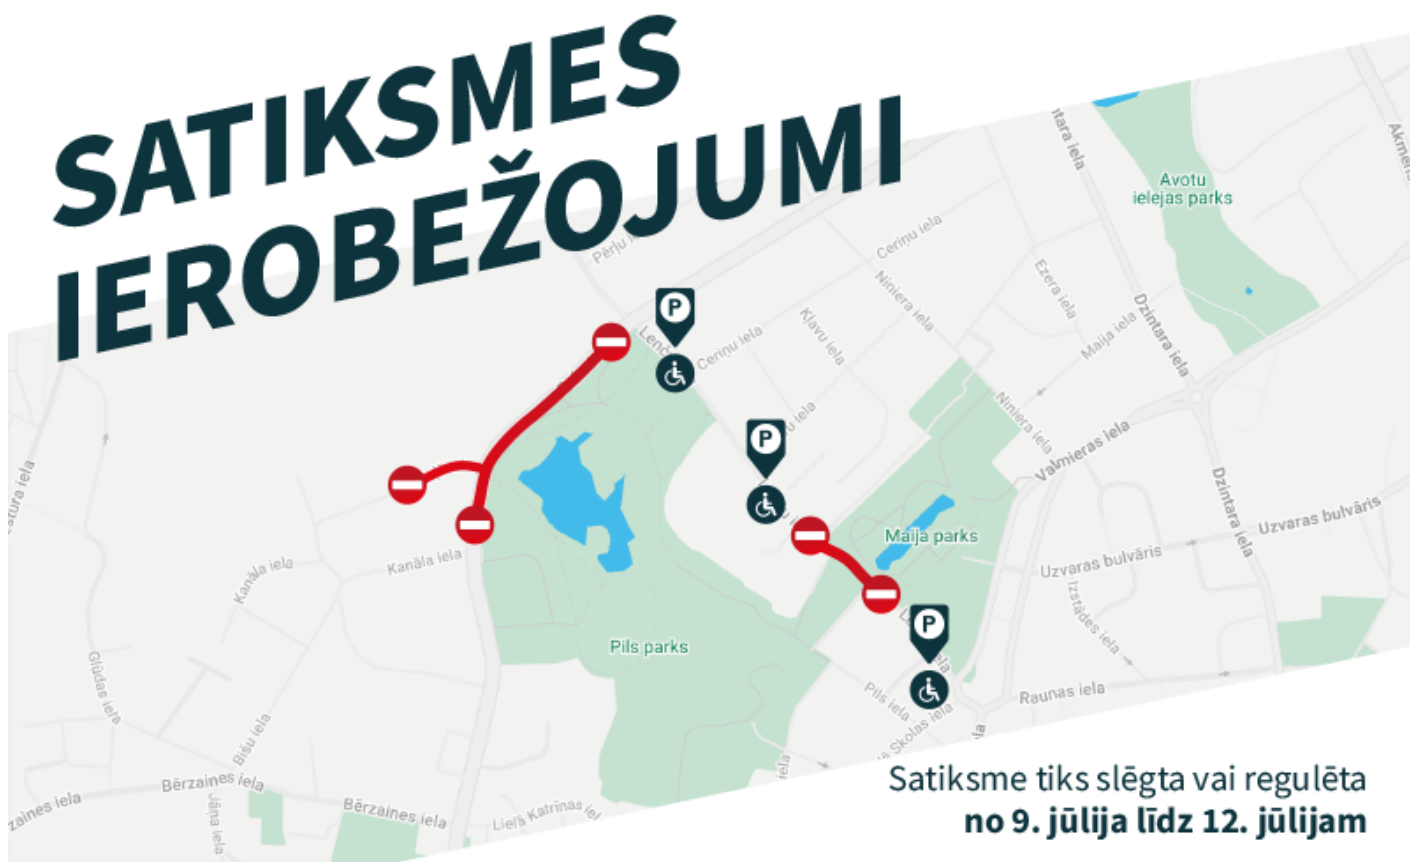 SATIKSMES
IEROBEŽOJUMI
Avotu
ielejas parks
Dzintara iela
Ezera iela
Maija iela
Ceriņu iela
Niniera iela
Kļavu iela
Ceriņu iela
P
P
Niniera iela
Valmieras iela
Dzintara iela
Uzvaras bulvāris
Maija parks
Uzvaras bulvāris
Izstādes iela
Kanāla iela
Kanāla iela
Pils parks
P
Raunas iela
Pils iela
Skolas iela
Glūdas iela
Bišu iela
Bērzaines iela
Bērzaines iela
Jāņa iela
Lielā Katrīnas iel
Satiksme tiks slēgta vai regulēta
no 9. jūlija līdz 12. jūlijam